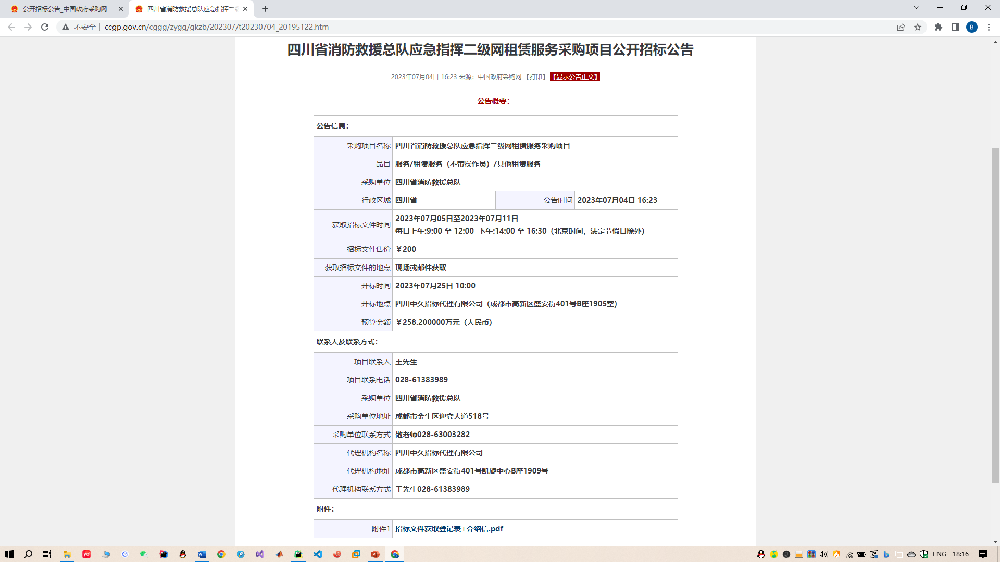 公开招标公告_中国政府采购网
四川省消防救援总队应急指挥二级
不安全
ccgp.gov.cn/cggg/zygg/gkzb/202307/t20230704_20195122.htm
B
四川省消防救援总队应急指挥二级网租赁服务采购项目公开招标公告
2023年07月04日 16:23 来源：中国政府采购网 【打印】 【显示公告正文】
公告概要：
公告信息：
采购项目名称 四川省消防救援总队应急指挥二级网租赁服务采购项目
品目 服务/租赁服务（不带操作员）/其他租赁服务
采购单位 四川省消防救援总队
行政区域 四川省 公告时间 2023年07月04日 16:23
获取招标文件时间 2023年07月05日至2023年07月11日
每日上午:9:00 至 12:00 下午:14:00 至 16:30（北京时间，法定节假日除外）
招标文件售价 ￥200
获取招标文件的地点 现场或邮件获取
开标时间 2023年07月25日 10:00
开标地点 四川中久招标代理有限公司（成都市高新区盛安街401号B座1905室）
预算金额 ￥258.200000万元（人民币）
联系人及联系方式：
项目联系人 王先生
项目联系电话 028-61383989
采购单位 四川省消防救援总队
采购单位地址 成都市金牛区迎宾大道518号
采购单位联系方式 敬老师028-63003282
代理机构名称 四川中久招标代理有限公司
代理机构地址 成都市高新区盛安街401号凯旋中心B座1909号
代理机构联系方式 王先生028-61383989
附件：
附件1 招标文件获取登记表+介绍信.pdf
ENG 18:16